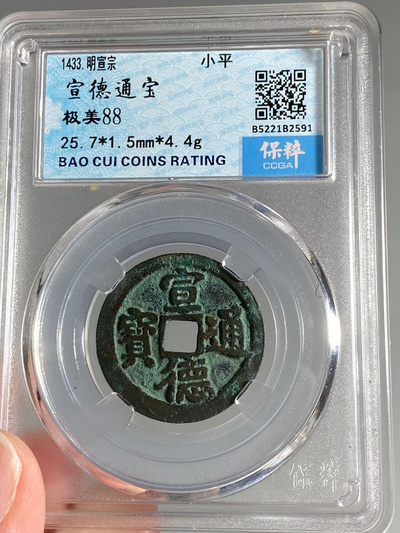 1433.明宣宗 小平
宣德通宝
极美88
25.7*1.5mm*4.4g
BAO CUI COINS RATING
B5221B2591
保粹
CCGA
宣
寶 通
德
保粹